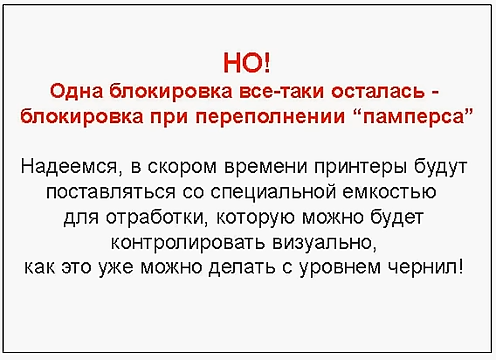 НО!
Одна блокировка все-таки осталась -
блокировка при переполнении “памперса”
Надеемся, в скором времени принтеры будут
поставляться со специальной емкостью
для отработки, которую можно будет
контролировать визуально,
как это уже можно делать с уровнем чернил!